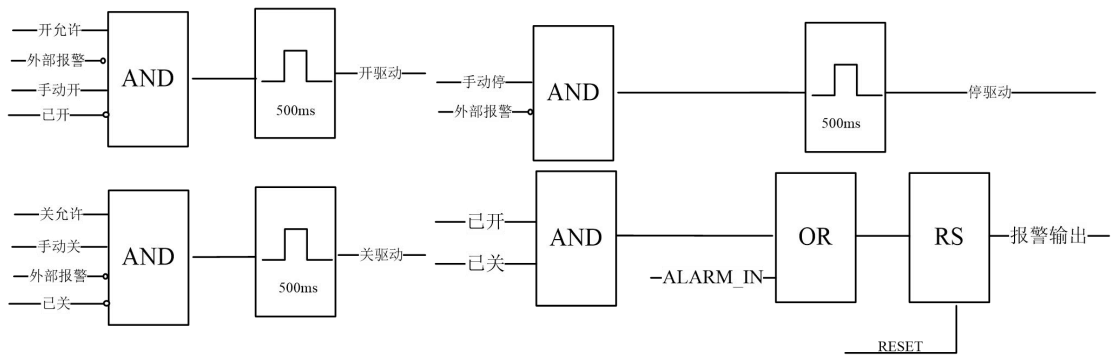 开允许
外部报警
手动开
已开
AND
500ms
开驱动
手动停
外部报警
AND
500ms
停驱动
关允许
手动关
外部报警
已关
AND
500ms
关驱动
已开
已关
AND
ALARM_IN
OR
RS
报警输出
RESET